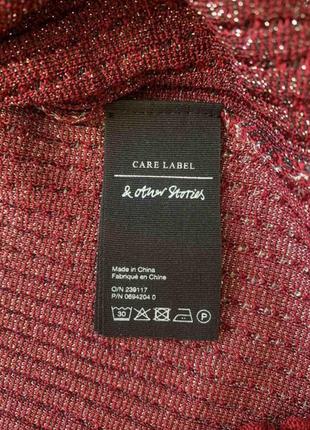 CARE LABEL
& other Stories
Made in China
Fabriqué en Chine
O/N 239117
P/N 0694204 0
30 P